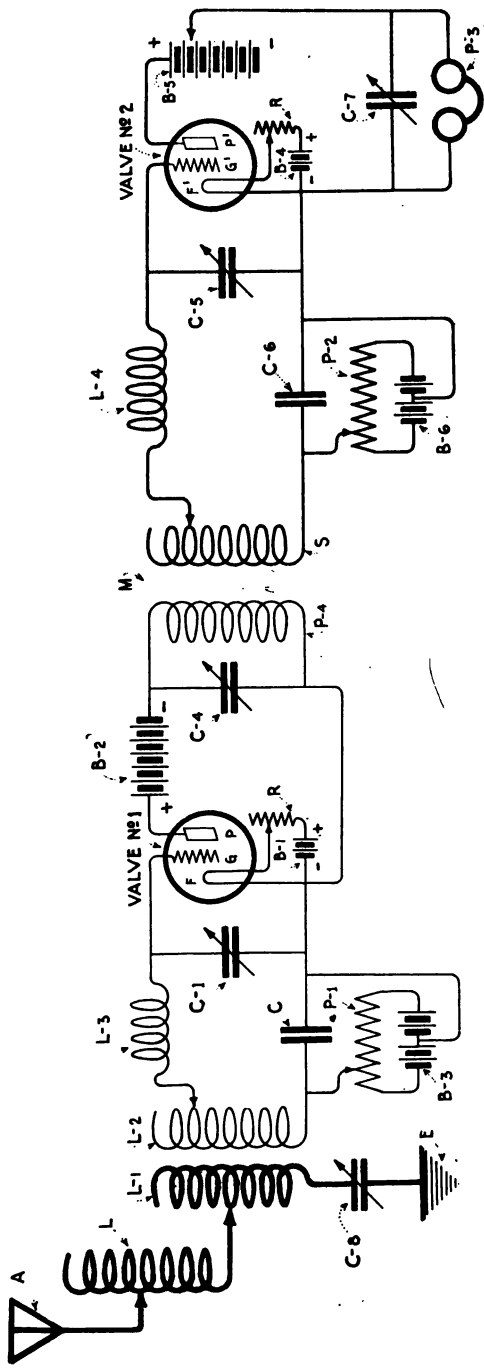 A
L
L-1
C-8
E
L-2
L-3
C-1
C
P-1
B-3
VALVE Nº1
F
G
P
R
B-1
-
+
B-2
+
-
C-4
P-4
M
S
L-4
C-5
C-6
P-2
B-6
VALVE Nº2
F'
G'
P'
R
B-4
-
+
B-5
+
-
C-7
P-3